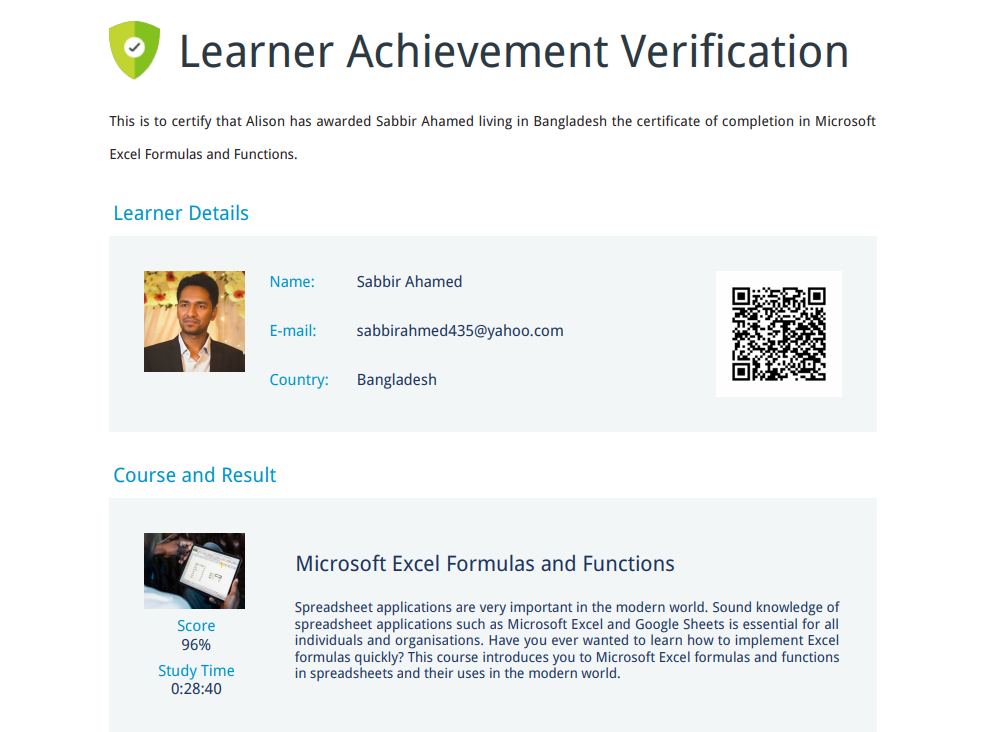 Learner Achievement Verification
This is to certify that Alison has awarded Sabbir Ahamed living in Bangladesh the certificate of completion in Microsoft
Excel Formulas and Functions.
Learner Details
Name: Sabbir Ahamed
E-mail: sabbirahmed435@yahoo.com
Country: Bangladesh
Course and Result
Microsoft Excel Formulas and Functions
Spreadsheet applications are very important in the modern world. Sound knowledge of
spreadsheet applications such as Microsoft Excel and Google Sheets is essential for all
individuals and organisations. Have you ever wanted to learn how to implement Excel
formulas quickly? This course introduces you to Microsoft Excel formulas and functions
in spreadsheets and their uses in the modern world.
Score
96%
Study Time
0:28:40